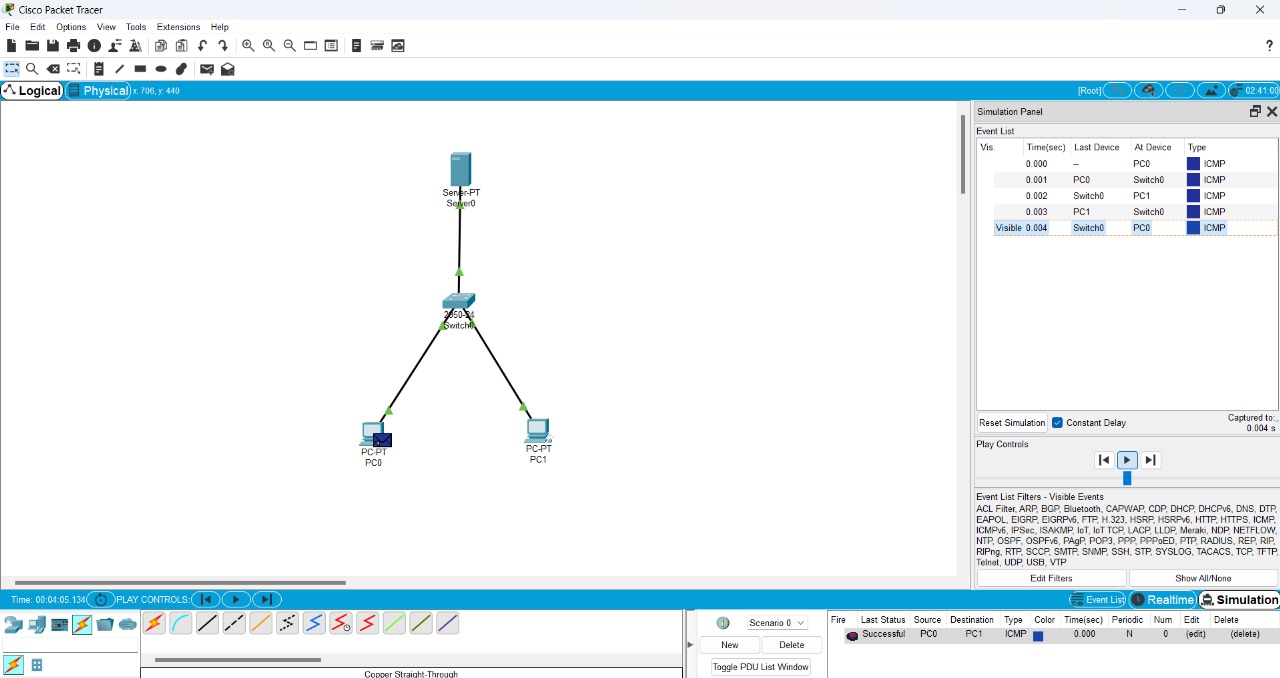 Cisco Packet Tracer
File Edit Options View Tools Extensions Help
?
Logical Physical x: 706, y: 440 [Root] 02:41:00
Simulation Panel
Event List
Vis. Time(sec) Last Device At Device Type
0.000 -- PC0 ICMP
0.001 PC0 Switch0 ICMP
0.002 Switch0 PC1 ICMP
0.003 PC1 Switch0 ICMP
Visible 0.004 Switch0 PC0 ICMP
Server-PT
Server0
2950-24
Switch0
PC-PT
PC0
PC-PT
PC1
Reset Simulation Constant Delay Captured to:
0.004 s
Play Controls
Event List Filters - Visible Events
ACL Filter, ARP, BGP, Bluetooth, CAPWAP, CDP, DHCP, DHCPv6, DNS, DTP,
EAPOL, EIGRP, EIGRPv6, FTP, H.323, HSRP, HSRPv6, HTTP, HTTPS, ICMP,
ICMPv6, IPSec, ISAKMP, IoT, IoT TCP, LACP, LLDP, Meraki, NDP, NETFLOW,
NTP, OSPF, OSPFv6, PAgP, POP3, PPP, PPPoED, PTP, RADIUS, REP, RIP,
RIPng, RTP, SCCP, SMTP, SNMP, SSH, STP, SYSLOG, TACACS, TCP, TFTP,
Telnet, UDP, USB, VTP
Edit Filters Show All/None
Time: 00:04:05.134 PLAY CONTROLS: Event List Realtime Simulation
Scenario 0
New Delete
Toggle PDU List Window
Fire Last Status Source Destination Type Color Time(sec) Periodic Num Edit Delete
Successful PC0 PC1 ICMP 0.000 N 0 (edit) (delete)
Copper Straight-Through